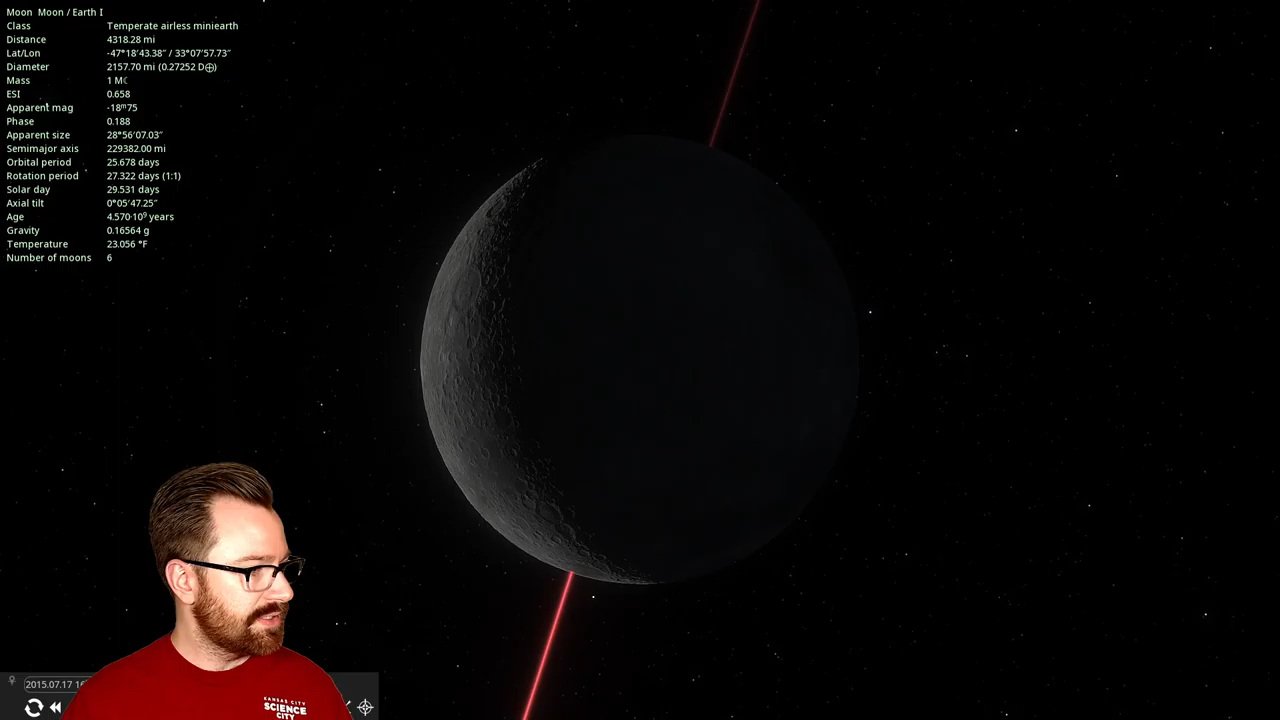 Moon Moon / Earth I
Class Temperate airless miniearth
Distance 4318.28 mi
Lat/Lon -47°18′43.38″ / 33°07′57.73″
Diameter 2157.70 mi (0.27252 D⊕)
Mass 1 M☾
ESI 0.658
Apparent mag -18ᵐ75
Phase 0.188
Apparent size 28°56′07.03″
Semimajor axis 229382.00 mi
Orbital period 25.678 days
Rotation period 27.322 days (1:1)
Solar day 29.531 days
Axial tilt 0°05′47.25″
Age 4.570·10⁹ years
Gravity 0.16564 g
Temperature 23.056 °F
Number of moons 6
2015.07.17
KANSAS CITY
SCIENCE
CITY